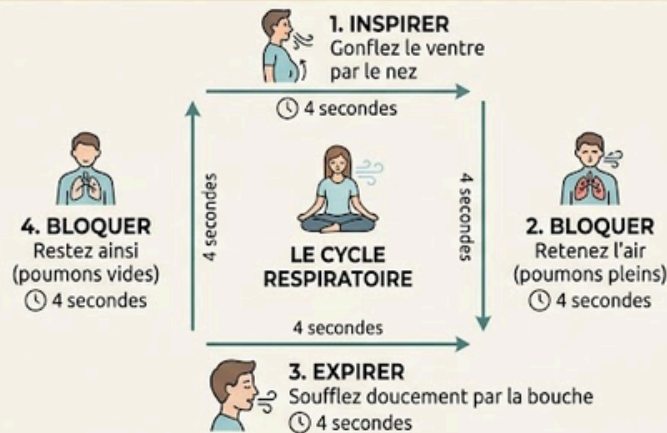 1. INSPIRER
Gonflez le ventre
par le nez
4 secondes
4 secondes
2. BLOQUER
Retenez l'air
(poumons pleins)
4 secondes
3. EXPIRER
Soufflez doucement par la bouche
4 secondes
4 secondes
4. BLOQUER
Restez ainsi
(poumons vides)
4 secondes
4 secondes
LE CYCLE
RESPIRATOIRE